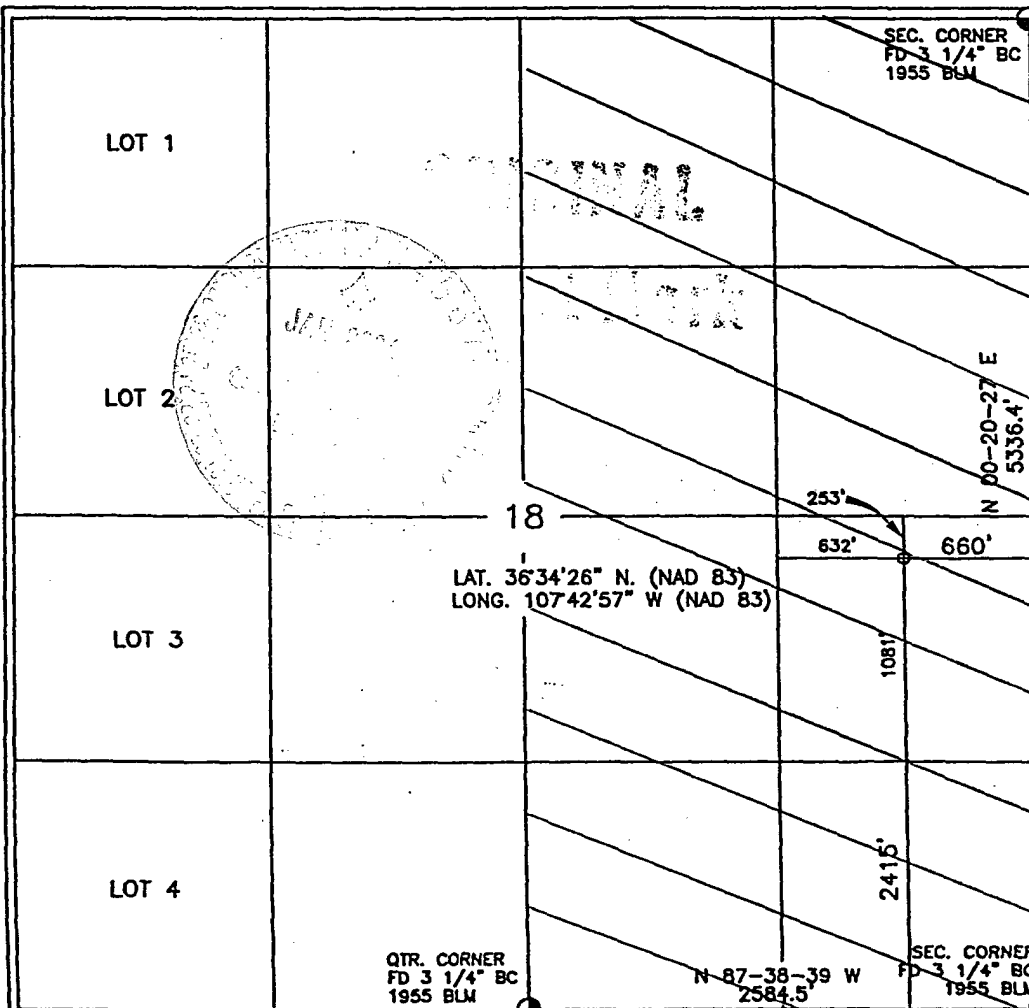 SEC. CORNER
FD 3 1/4" BC
1955 BLM
LOT 1
LOT 2
N 00-20-27 E
5336.4'
253'
18
632'
660'
LAT. 36°34'26" N. (NAD 83)
LONG. 107°42'57" W (NAD 83)
LOT 3
1081'
2415'
LOT 4
QTR. CORNER
FD 3 1/4" BC
1955 BLM
N 87-38-39 W
2584.5'
SEC. CORNER
FD 3 1/4" BC
1955 BLM